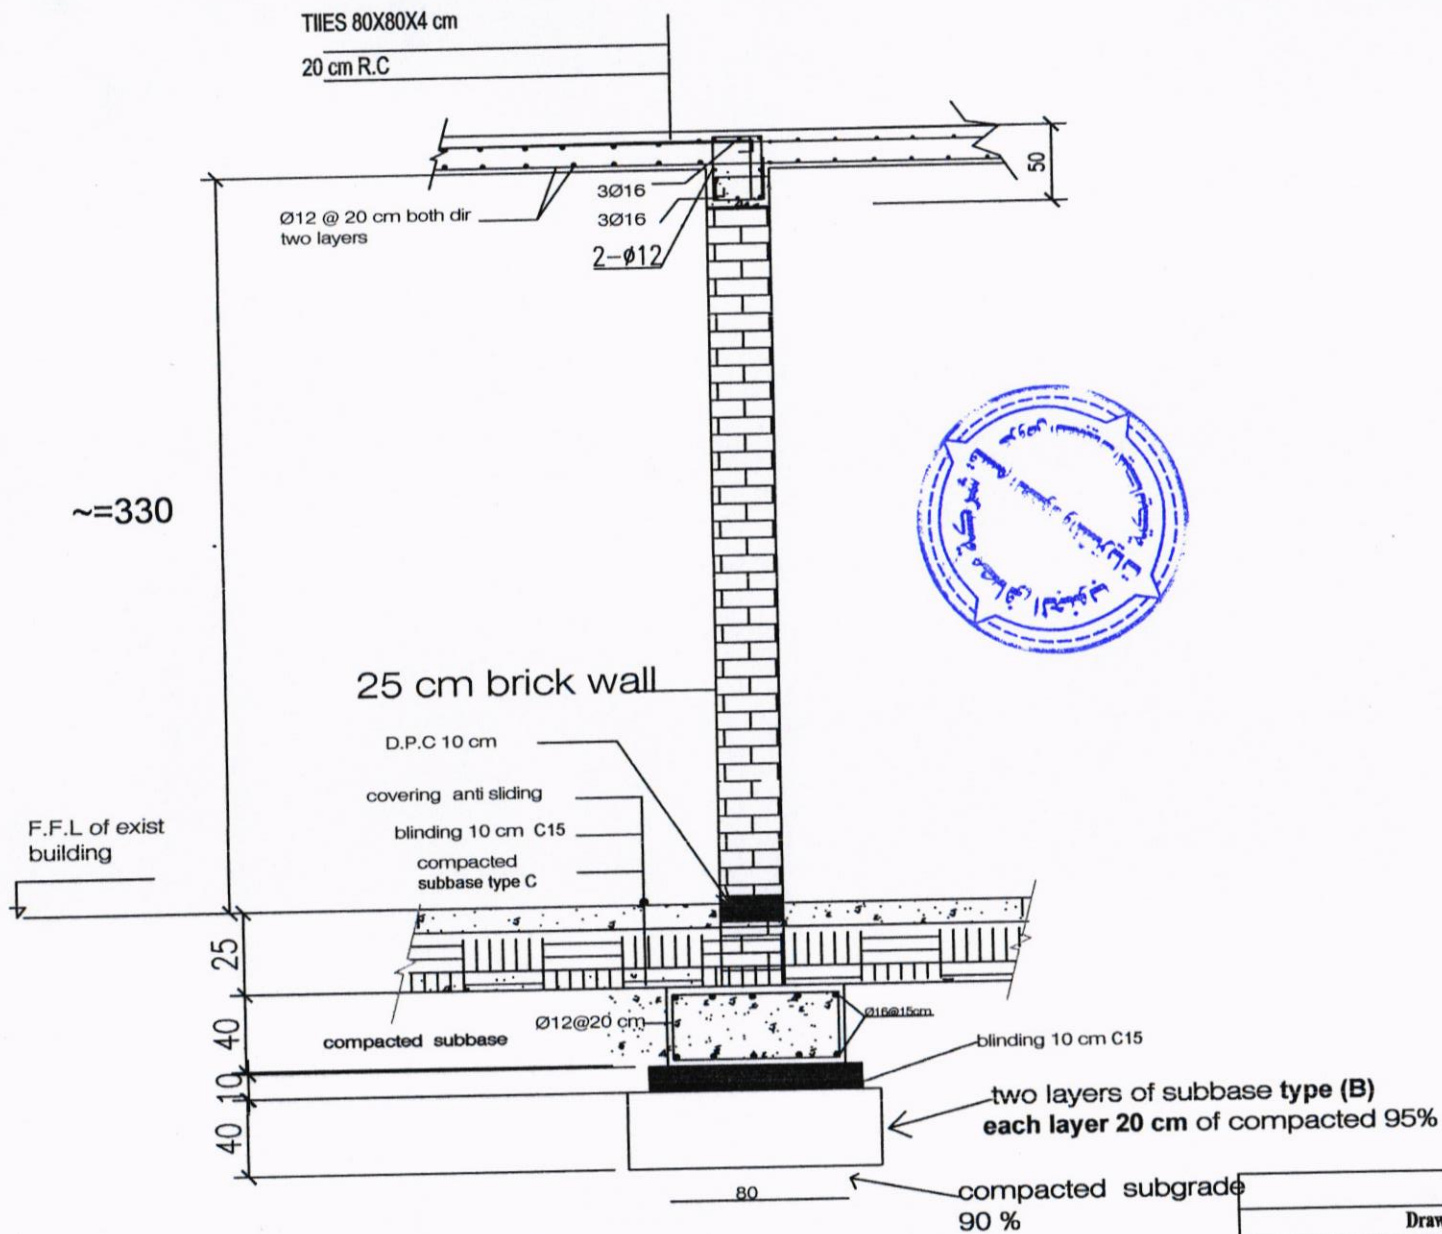 TIIES 80X80X4 cm
20 cm R.C
50
3Ø16
Ø12 @ 20 cm both dir
two layers
3Ø16
2-ø12
~=330
25 cm brick wall
D.P.C 10 cm
covering anti sliding
blinding 10 cm C15
compacted
subbase type C
F.F.L of exist
building
25
40
10
40
Ø12@20 cm
Ø16@15cm
compacted subbase
blinding 10 cm C15
two layers of subbase type (B)
each layer 20 cm of compacted 95%
80
compacted subgrade
90 %
Draw